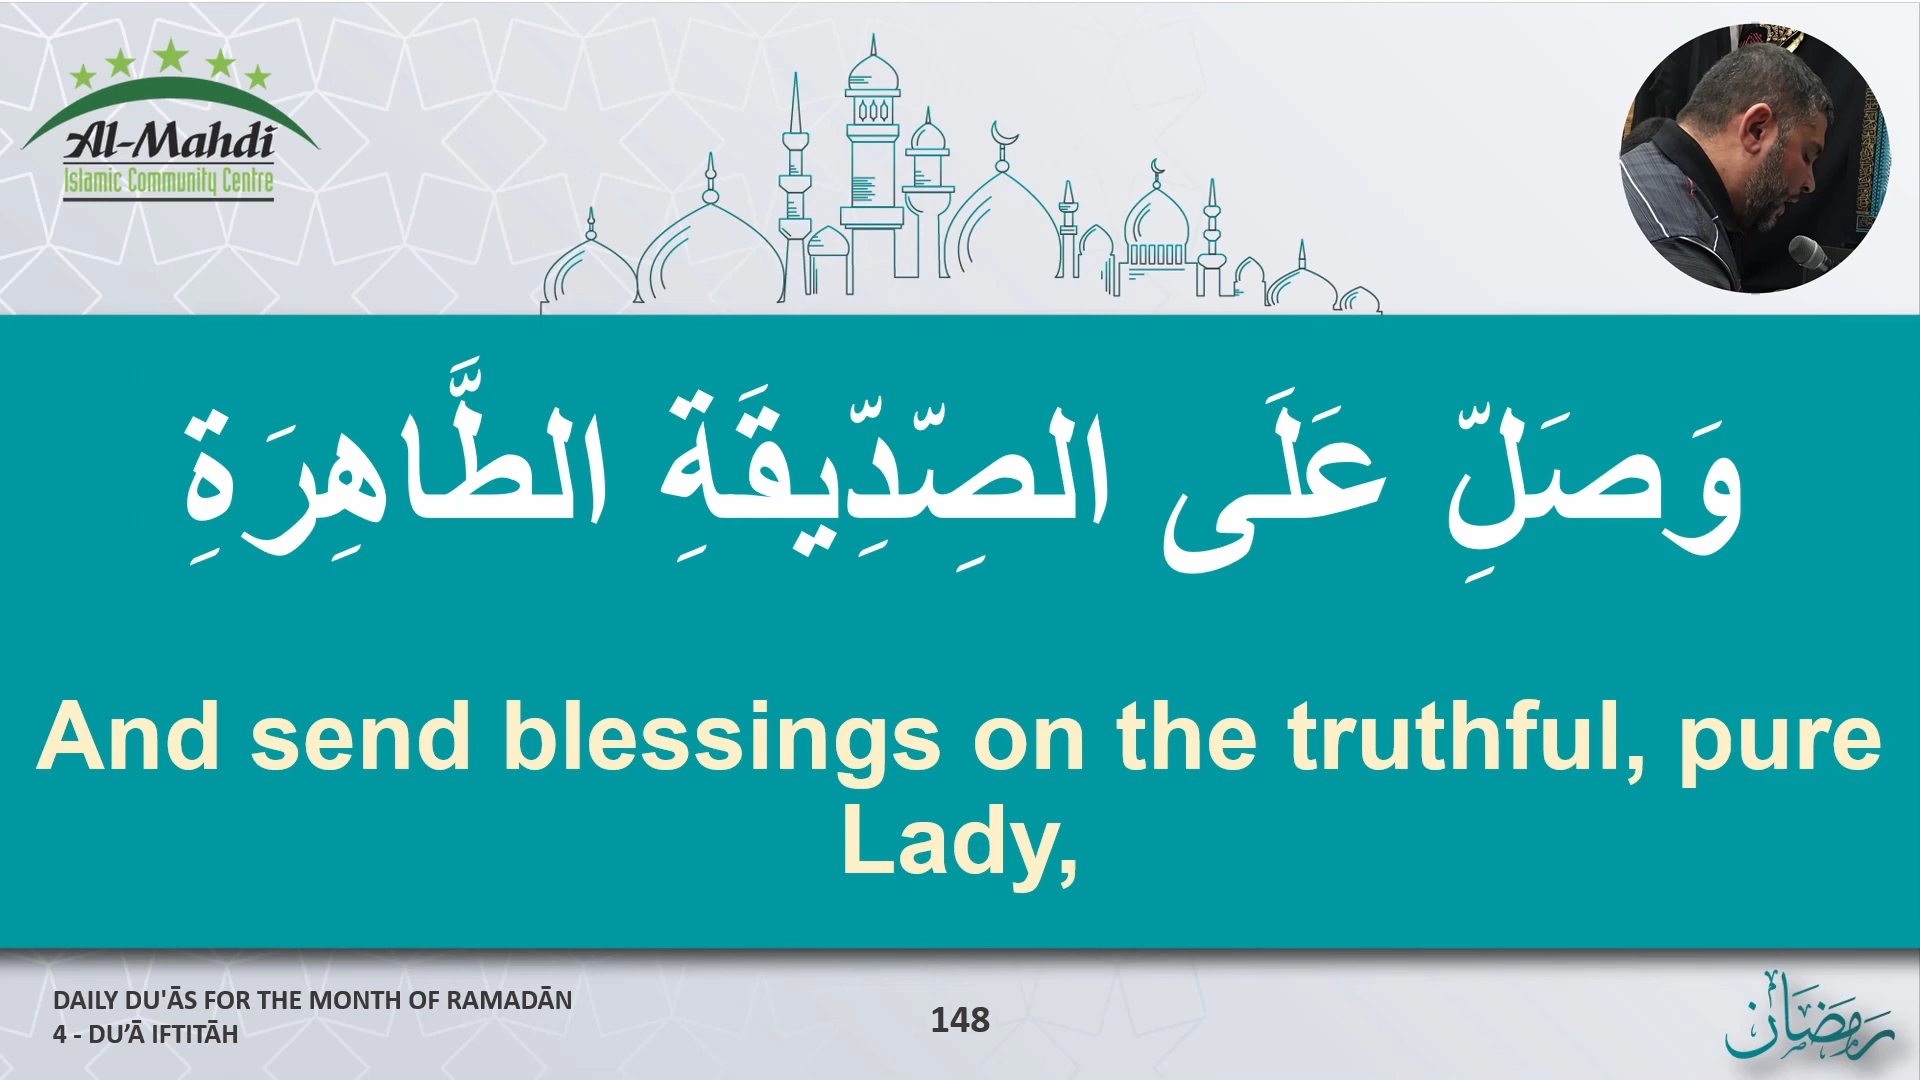 Al-Mahdi
Islamic Community Centre
وَصَلِّ عَلَى الصِّدِّيقَةِ الطَّاهِرَةِ
And send blessings on the truthful, pure
Lady,
DAILY DU'ĀS FOR THE MONTH OF RAMADĀN
4 - DU’Ā IFTITĀH
148
رَمَضَان